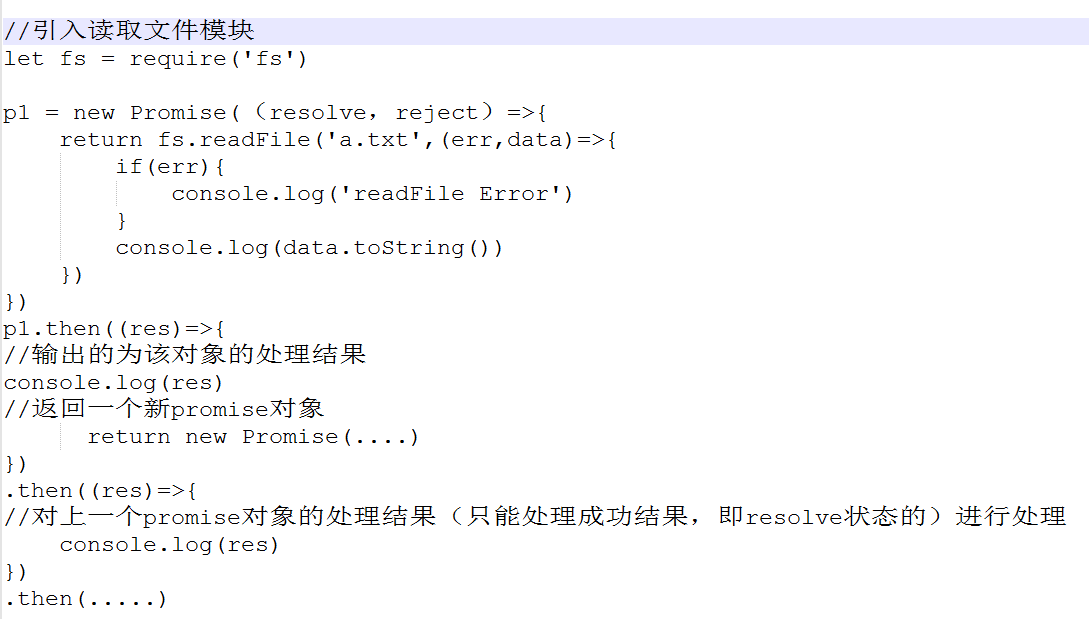 //引入读取文件模块
let fs = require('fs')
p1 = new Promise(（resolve，reject）=>{
    return fs.readFile('a.txt',(err,data)=>{
        if(err){
            console.log('readFile Error')
        }
        console.log(data.toString())
    })
})
p1.then((res)=>{
//输出的为该对象的处理结果
console.log(res)
//返回一个新promise对象
      return new Promise(....)
})
.then((res)=>{
//对上一个promise对象的处理结果（只能处理成功结果，即resolve状态的）进行处理
    console.log(res)
})
.then(.....)